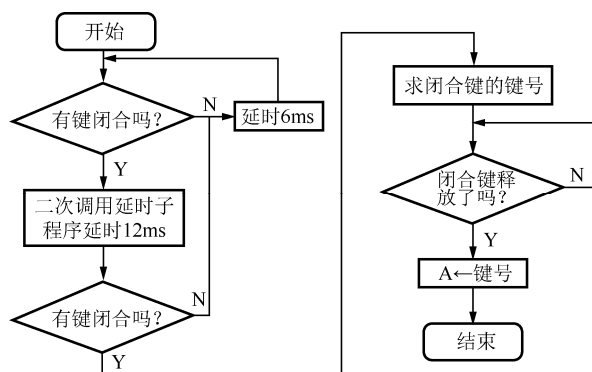 开始
有键闭合吗?
N
延时6ms
Y
二次调用延时子
程序延时12ms
有键闭合吗?
N
Y
求闭合键的键号
闭合键释
放了吗?
N
Y
A←键号
结束